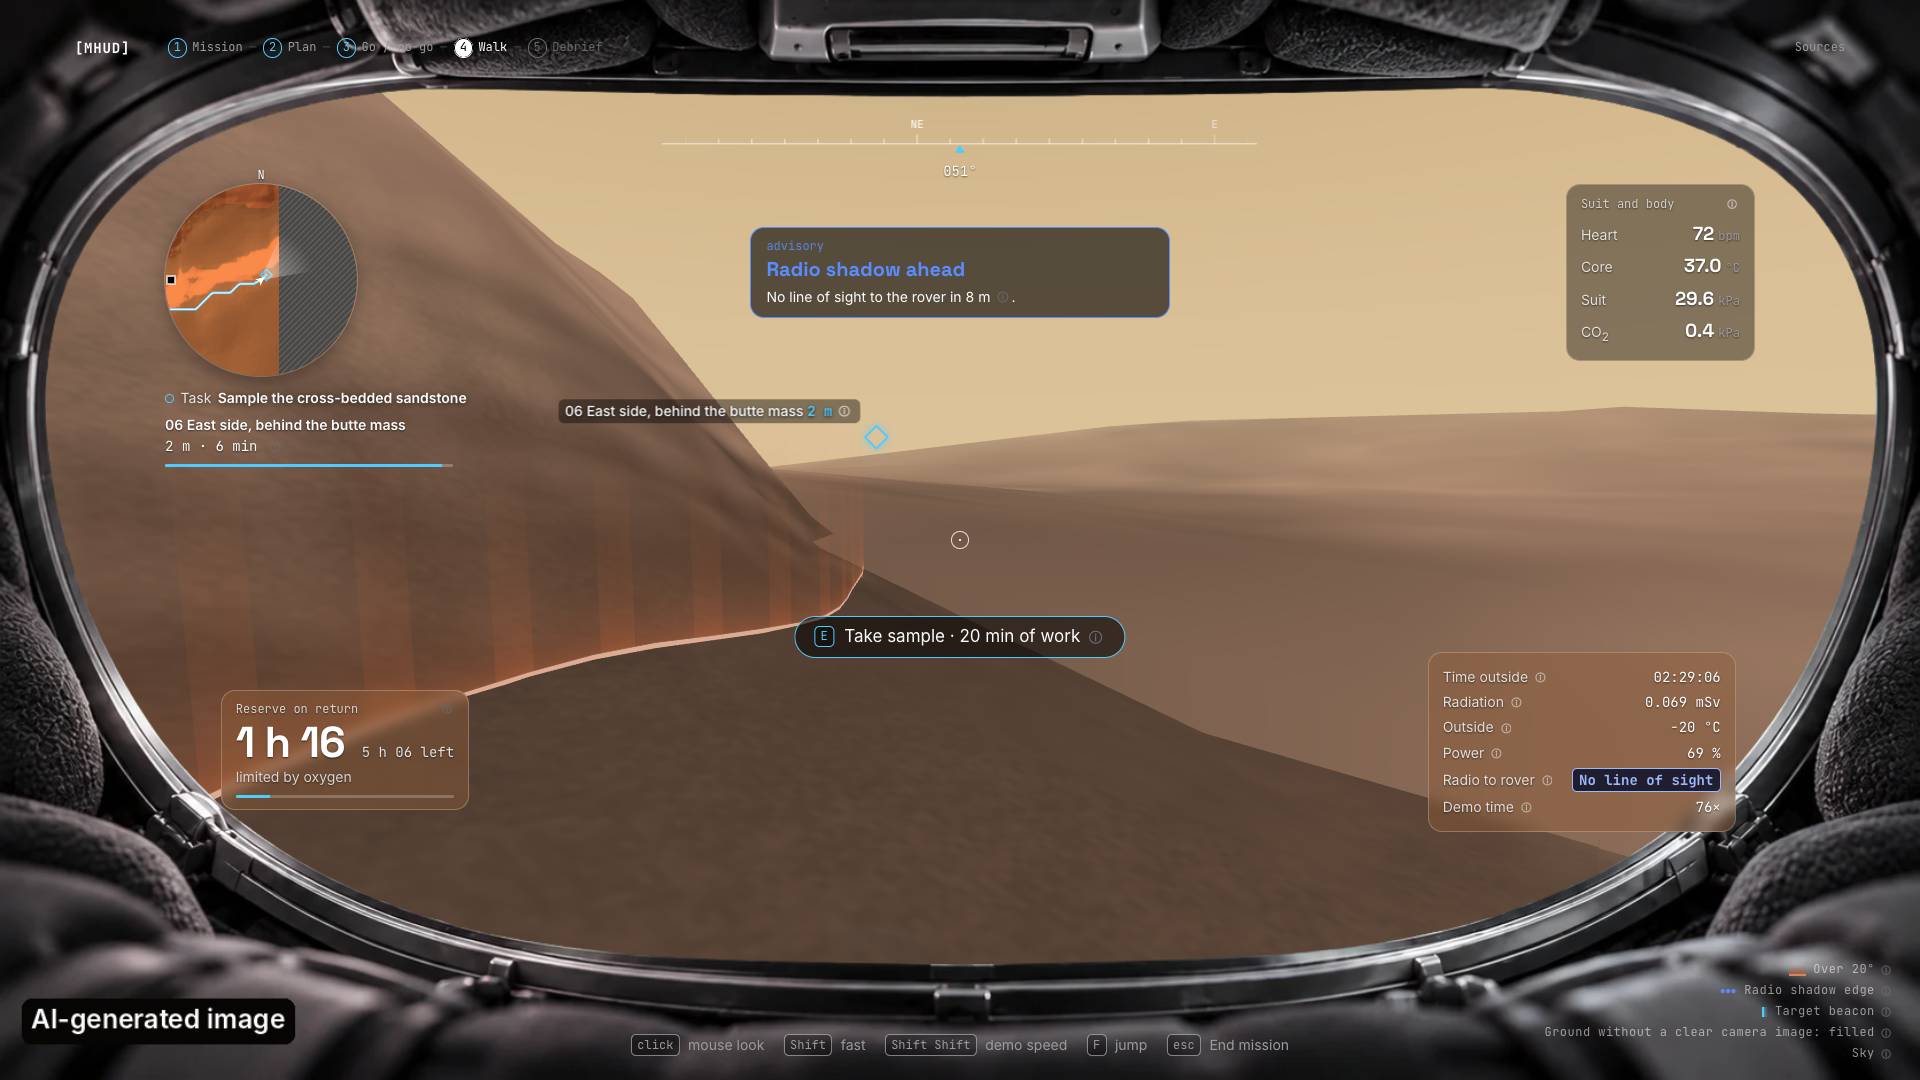 [MHUD] 1 Mission – 2 Plan – 3 Go / no-go – 4 Walk – 5 Debrief
Sources
NE E
051°
N
advisory
Radio shadow ahead
No line of sight to the rover in 8 m ⓘ.
Suit and body ⓘ
Heart 72 bpm
Core 37.0 °C
Suit 29.6 kPa
CO2 0.4 kPa
Task Sample the cross-bedded sandstone
06 East side, behind the butte mass
2 m · 6 min
06 East side, behind the butte mass 2 m ⓘ
E Take sample · 20 min of work ⓘ
Reserve on return ⓘ
1 h 16 5 h 06 left
limited by oxygen
Time outside ⓘ 02:29:06
Radiation ⓘ 0.069 mSv
Outside ⓘ -20 °C
Power ⓘ 69 %
Radio to rover ⓘ No line of sight
Demo time ⓘ 76×
Over 20° ⓘ
Radio shadow edge ⓘ
Target beacon ⓘ
Ground without a clear camera image: filled ⓘ
Sky ⓘ
AI-generated image
click mouse look Shift fast Shift Shift demo speed F jump esc End mission